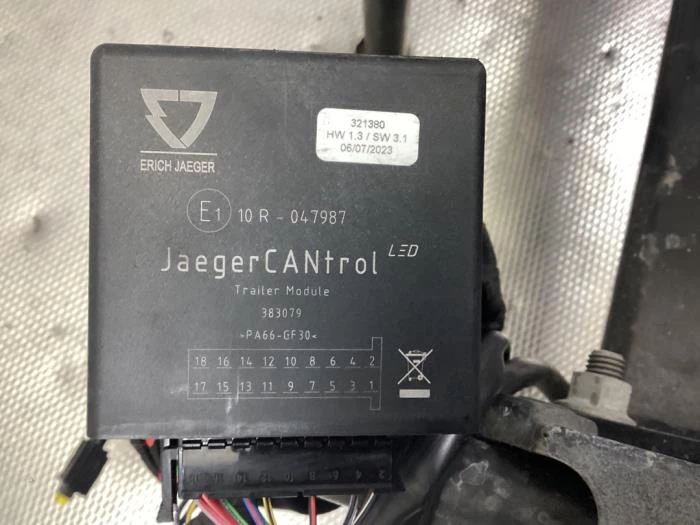 ERICH JAEGER
321380
HW 1.3 / SW 3.1
06/07/2023
E1 10 R - 047987
JaegerCANtrol LED
Trailer Module
383079
>PA66-GF30<
18 16 14 12 10 8 6 4 2
17 15 13 11 9 7 5 3 1